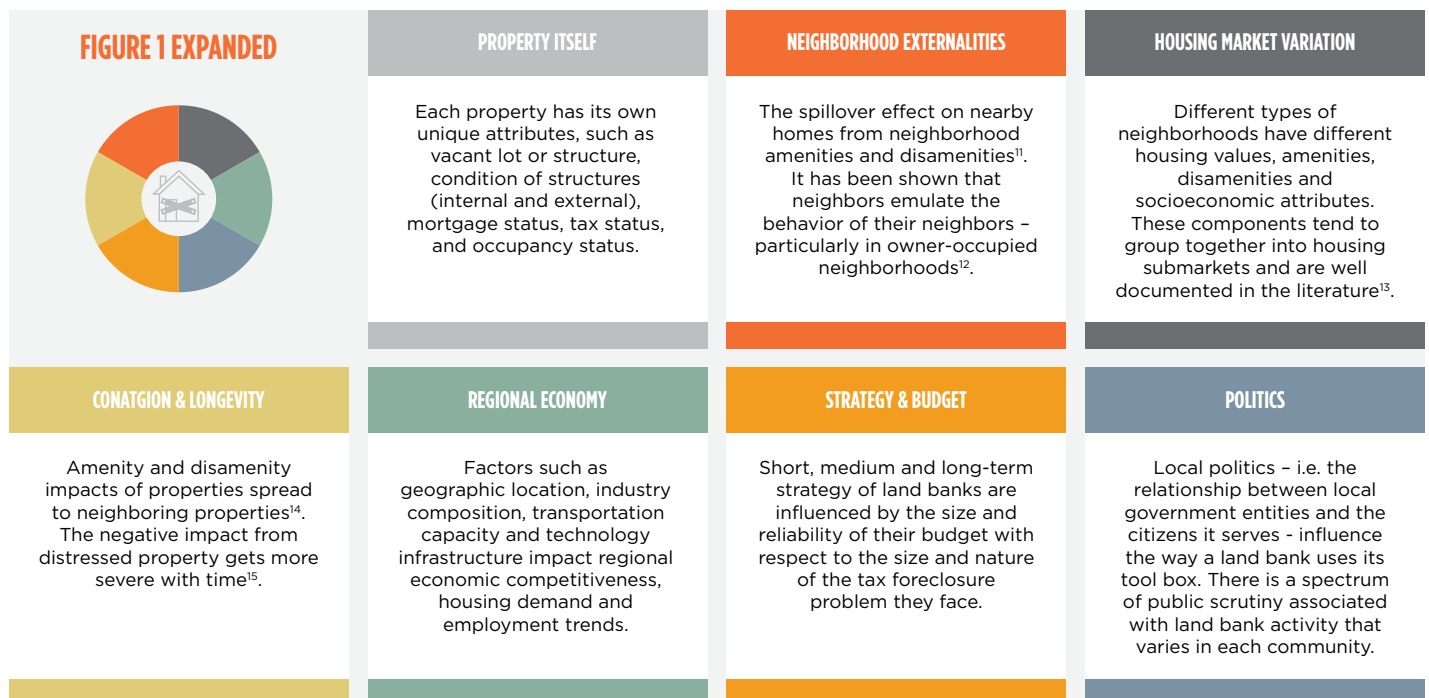 FIGURE 1 EXPANDED
PROPERTY ITSELF
Each property has its own
unique attributes, such as
vacant lot or structure,
condition of structures
(internal and external),
mortgage status, tax status,
and occupancy status.
NEIGHBORHOOD EXTERNALITIES
The spillover effect on nearby
homes from neighborhood
amenities and disamenities¹¹.
It has been shown that
neighbors emulate the
behavior of their neighbors –
particularly in owner-occupied
neighborhoods¹².
HOUSING MARKET VARIATION
Different types of
neighborhoods have different
housing values, amenities,
disamenities and
socioeconomic attributes.
These components tend to
group together into housing
submarkets and are well
documented in the literature¹³.
CONATGION & LONGEVITY
Amenity and disamenity
impacts of properties spread
to neighboring properties¹⁴.
The negative impact from
distressed property gets more
severe with time¹⁵.
REGIONAL ECONOMY
Factors such as
geographic location, industry
composition, transportation
capacity and technology
infrastructure impact regional
economic competitiveness,
housing demand and
employment trends.
STRATEGY & BUDGET
Short, medium and long-term
strategy of land banks are
influenced by the size and
reliability of their budget with
respect to the size and nature
of the tax foreclosure
problem they face.
POLITICS
Local politics – i.e. the
relationship between local
government entities and the
citizens it serves - influence
the way a land bank uses its
tool box. There is a spectrum
of public scrutiny associated
with land bank activity that
varies in each community.